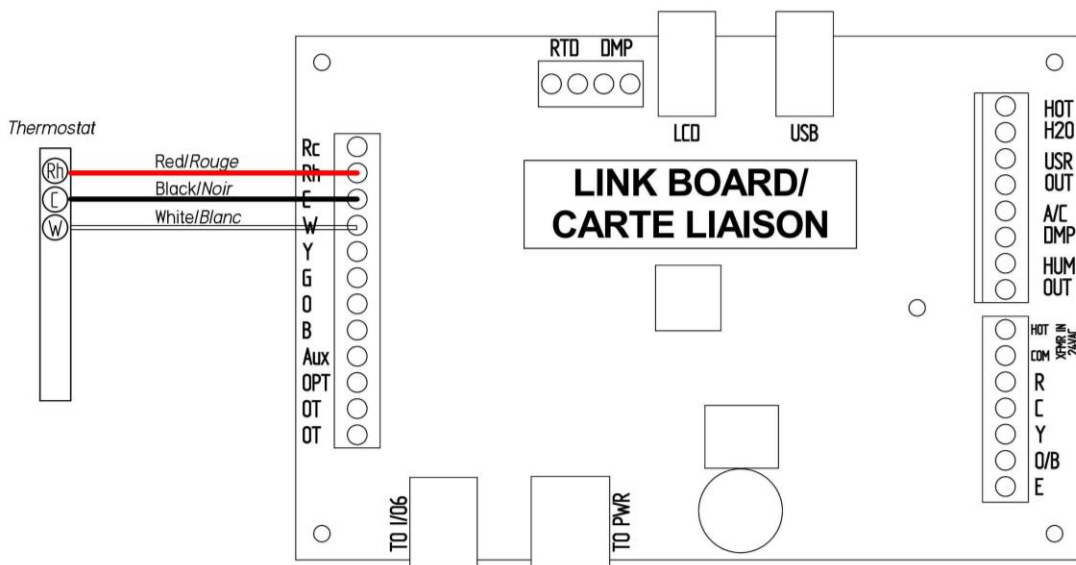 RTD DMP
LCD
USB
Thermostat
Rh
C
W
Red/Rouge
Black/Noir
White/Blanc
Rc
Rh
C
W
Y
G
O
B
Aux
OPT
OT
OT
LINK BOARD/
CARTE LIAISON
HOT
H2O
USR
OUT
A/C
DMP
HUM
OUT
HOT
COM
XFMR IN
24VAC
R
C
Y
O/B
E
TO I/O6
TO PWR